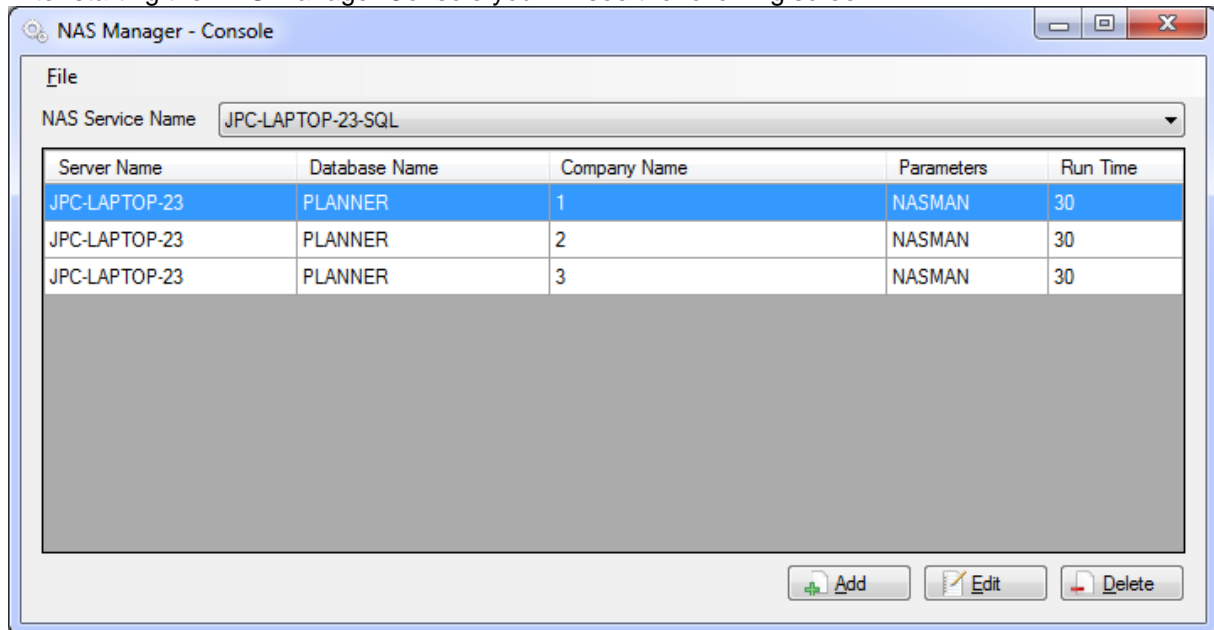 NAS Manager - Console
File
NAS Service Name JPC-LAPTOP-23-SQL
Server Name Database Name Company Name Parameters Run Time
JPC-LAPTOP-23 PLANNER 1 NASMAN 30
JPC-LAPTOP-23 PLANNER 2 NASMAN 30
JPC-LAPTOP-23 PLANNER 3 NASMAN 30
Add Edit Delete